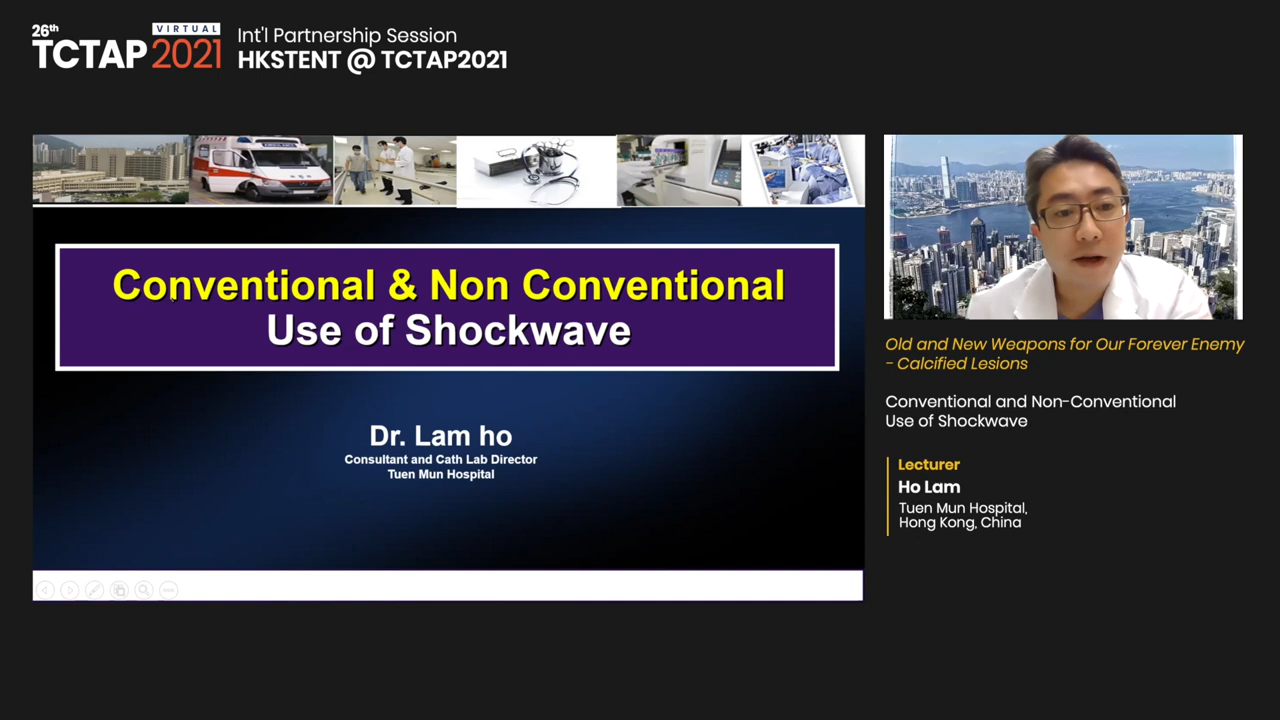 26th
VIRTUAL
TCTAP 2021
Int'l Partnership Session
HKSTENT @ TCTAP2021
Conventional & Non Conventional
Use of Shockwave
Dr. Lam ho
Consultant and Cath Lab Director
Tuen Mun Hospital
Old and New Weapons for Our Forever Enemy
- Calcified Lesions
Conventional and Non-Conventional
Use of Shockwave
Lecturer
Ho Lam
Tuen Mun Hospital,
Hong Kong, China